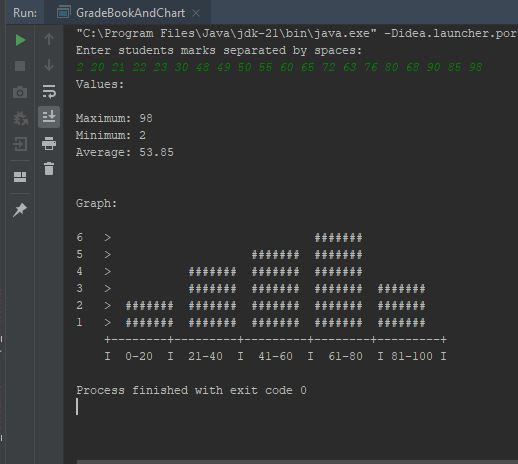 Run: GradeBookAndChart ×
"C:\Program Files\Java\jdk-21\bin\java.exe" -Didea.launcher.por
Enter students marks separated by spaces:
2 20 21 22 23 30 48 49 50 55 60 65 72 63 76 80 68 90 85 98
Values:
Maximum: 98
Minimum: 2
Average: 53.85
Graph:
6   >                             #######
5   >                    #######  #######
4   >           #######  #######  #######
3   >           #######  #######  #######  #######
2   >  #######  #######  #######  #######  #######
1   >  #######  #######  #######  #######  #######
    +--------+---------+---------+---------+---------+
    I  0-20  I  21-40  I  41-60  I  61-80  I 81-100 I
Process finished with exit code 0